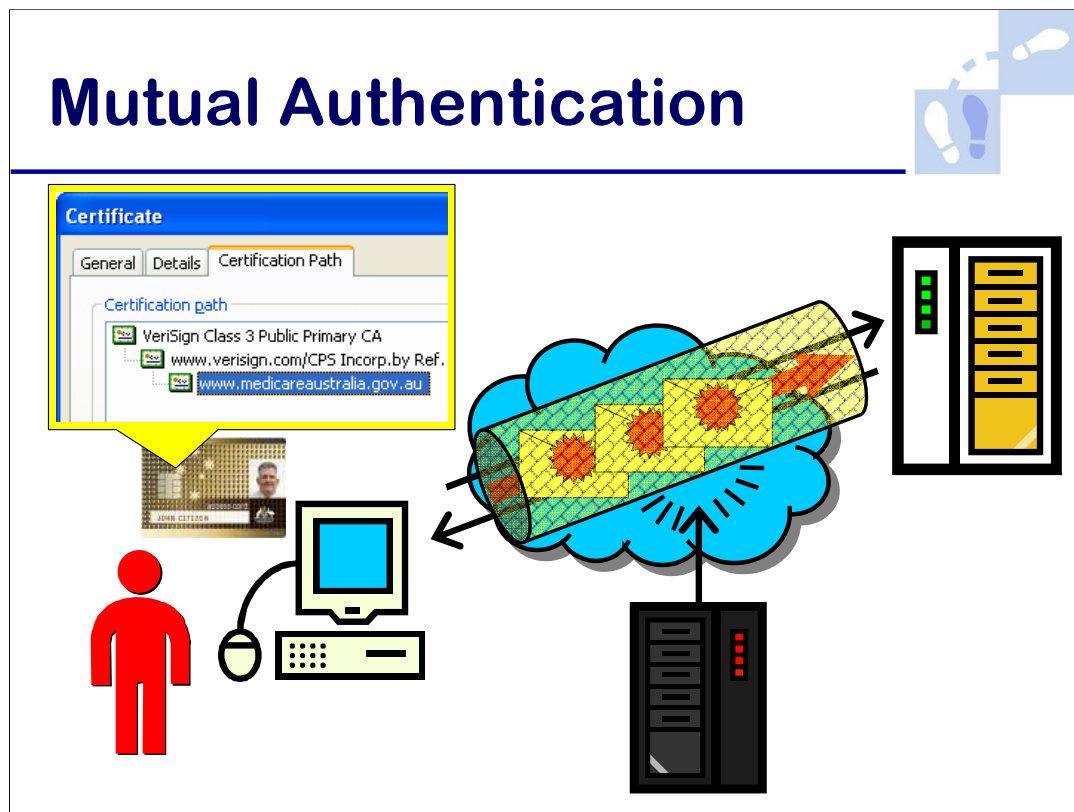 Mutual Authentication
Certificate
General Details Certification Path
Certification path
VeriSign Class 3 Public Primary CA
www.verisign.com/CPS Incorp.by Ref.
www.medicareaustralia.gov.au
JOHN CITIZEN